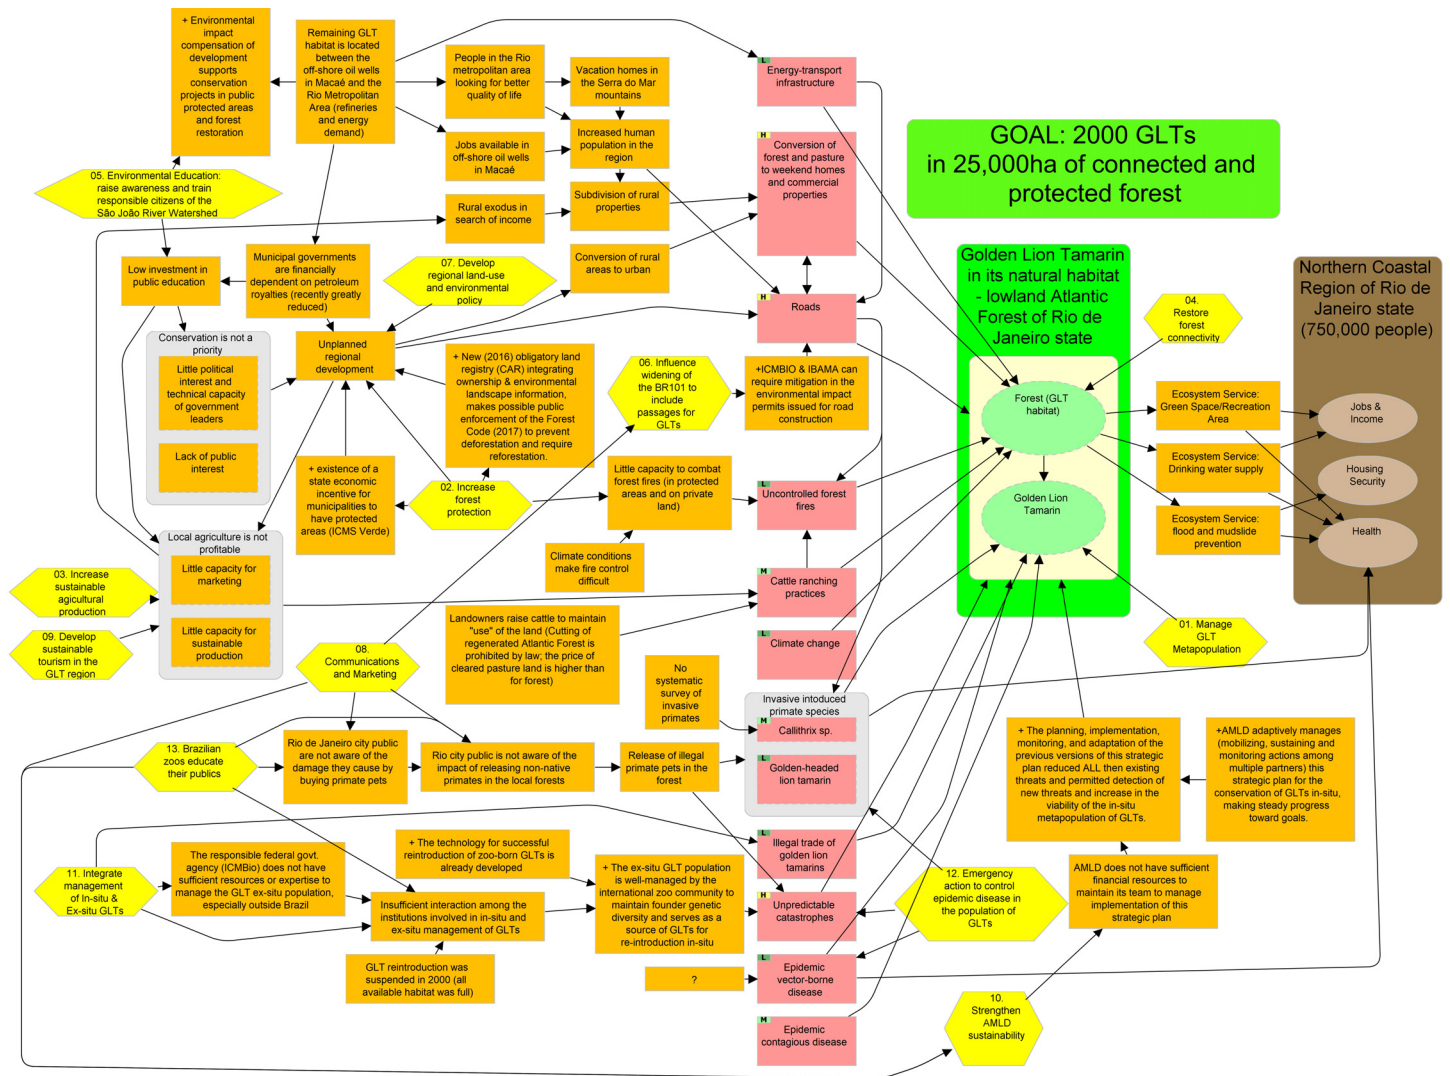 + Environmental
impact
compensation of
development
supports
conservation
projects in public
protected areas
and forest
restoration
Remaining GLT
habitat is located
between the
off-shore oil wells
in Macaé and the
Rio Metropolitan
Area (refineries
and energy
demand)
People in the Rio
metropolitan area
looking for better
quality of life
Vacation homes in
the Serra do Mar
mountains
Jobs available in
off-shore oil wells
in Macaé
Increased human
population in the
region
Rural exodus in
search of income
Subdivision of rural
properties
Conversion of rural
areas to urban
05. Environmental Education:
raise awareness and train
responsible citizens of the
São João River Watershed
Low investment in
public education
Municipal governments
are financially
dependent on petroleum
royalties (recently greatly
reduced)
07. Develop
regional land-use
and environmental
policy
Conservation is not a
priority
Little political
interest and
technical capacity
of government
leaders
Lack of public
interest
Unplanned
regional
development
+ New (2016) obligatory land
registry (CAR) integrating
ownership & environmental
landscape information,
makes possible public
enforcement of the Forest
Code (2017) to prevent
deforestation and require
reforestation.
06. Influence
widening of
the BR101 to
include
passages for
GLTs
+ICMBIO & IBAMA can
require mitigation in the
environmental impact
permits issued for road
construction
+ existence of a
state economic
incentive for
municipalities to
have protected
areas (ICMS Verde)
02. Increase
forest
protection
Little capacity to combat
forest fires (in protected
areas and on private
land)
Climate conditions
make fire control
difficult
Local agriculture is not
profitable
Little capacity for
marketing
Little capacity for
sustainable
production
03. Increase
sustainable
agicultural
production
09. Develop
sustainable
tourism in the
GLT region
Landowners raise cattle to maintain
"use" of the land (Cutting of
regenerated Atlantic Forest is
prohibited by law; the price of
cleared pasture land is higher than
for forest)
08.
Communications
and Marketing
No
systematic
survey of
invasive
primates
13. Brazilian
zoos educate
their publics
Rio de Janeiro city public
are not aware of the
damage they cause by
buying primate pets
Rio city public is not aware of the
impact of releasing non-native
primates in the local forests
Release of illegal
primate pets in the
forest
11. Integrate
management
of In-situ &
Ex-situ GLTs
The responsible federal govt.
agency (ICMBio) does not have
sufficient resources or expertise to
manage the GLT ex-situ population,
especially outside Brazil
+ The technology for successful
reintroduction of zoo-born GLTs is
already developed
Insufficient interaction among the
institutions involved in in-situ and
ex-situ management of GLTs
+ The ex-situ GLT population
is well-managed by the
international zoo community to
maintain founder genetic
diversity and serves as a
source of GLTs for
re-introduction in-situ
GLT reintroduction was
suspended in 2000 (all
available habitat was full)
?
L
Energy-transport
infrastructure
H
Conversion of
forest and pasture
to weekend homes
and commercial
properties
H
Roads
L
Uncontrolled forest
fires
M
Cattle ranching
practices
L
Climate change
Invasive intoduced
primate species
M
Callithrix sp.
L
Golden-headed
lion tamarin
L
Illegal trade of
golden lion
tamarins
H
Unpredictable
catastrophes
L
Epidemic
vector-borne
disease
M
Epidemic
contagious disease
GOAL: 2000 GLTs
in 25,000ha of connected and
protected forest
Golden Lion Tamarin
in its natural habitat
- lowland Atlantic
Forest of Rio de
Janeiro state
Forest (GLT
habitat)
Golden Lion
Tamarin
04.
Restore
forest
connectivity
Northern Coastal
Region of Rio de
Janeiro state
(750,000 people)
Ecosystem Service:
Green Space/Recreation
Area
Ecosystem Service:
Drinking water supply
Ecosystem Service:
flood and mudslide
prevention
Jobs &
Income
Housing
Security
Health
01. Manage
GLT
Metapopulation
+ The planning, implementation,
monitoring, and adaptation of the
previous versions of this strategic
plan reduced ALL then existing
threats and permitted detection of
new threats and increase in the
viability of the in-situ
metapopulation of GLTs.
+AMLD adaptively manages
(mobilizing, sustaining and
monitoring actions among
multiple partners) this
strategic plan for the
conservation of GLTs in-situ,
making steady progress
toward goals.
12. Emergency
action to control
epidemic disease in
the population of
GLTs
AMLD does not have sufficient
financial resources to
maintain its team to manage
implementation of this
strategic plan
10.
Strengthen
AMLD
sustainability